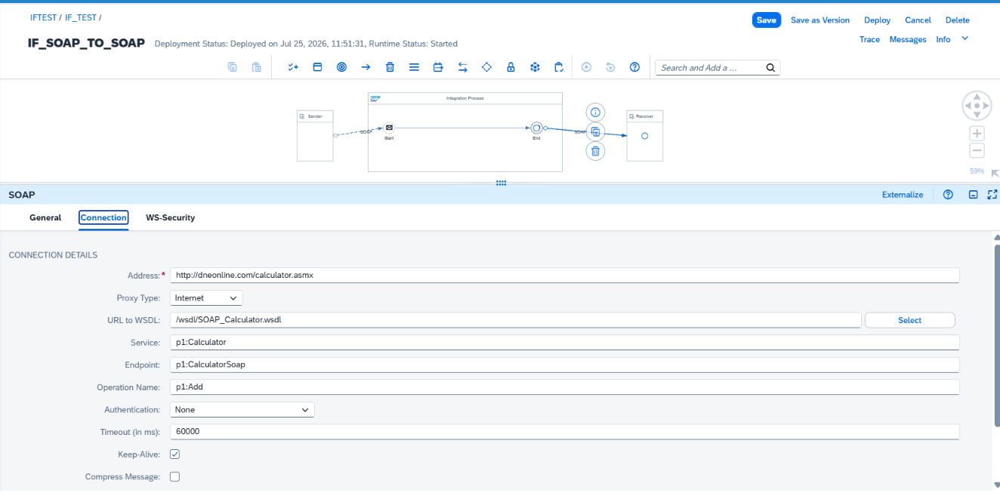 IFTEST / IF_TEST /
Save Save as Version Deploy Cancel Delete
IF_SOAP_TO_SOAP Deployment Status: Deployed on Jul 25, 2026, 11:51:31, Runtime Status: Started
Trace Messages Info
Search and Add a ...
SAP Integration Process
Sender
Receiver
SOAP
SOAP
Start
End
59%
SOAP
Externalize
General Connection WS-Security
CONNECTION DETAILS
Address:* http://dneonline.com/calculator.asmx
Proxy Type: Internet
URL to WSDL: /wsdl/SOAP_Calculator.wsdl Select
Service: p1:Calculator
Endpoint: p1:CalculatorSoap
Operation Name: p1:Add
Authentication: None
Timeout (in ms): 60000
Keep-Alive:
Compress Message: